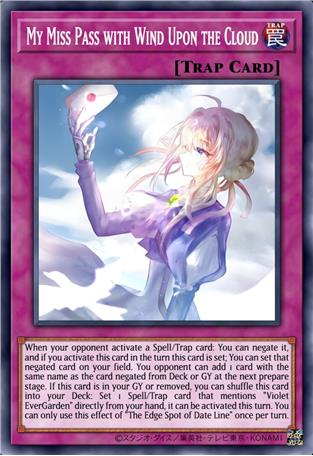 My Miss Pass with Wind Upon the Cloud
TRAP
罠
[Trap Card]
When your opponent activate a Spell/Trap card: You can negate it,
and if you activate this card in the turn this card is set; You can set that
negated card on your field. You opponent can add 1 card with the
same name as the card negated from Deck or GY at the next prepare
stage. If this card is in your GY or removed, you can shuffle this card
into your Deck: Set 1 Spell/Trap card that mentions "Violet
EverGarden" directly from your hand, it can be activated this turn. You
can only use this effect of "The Edge Spot of Date Line" once per turn.
©スタジオ・ダイス/集英社・テレビ東京・KONAMI